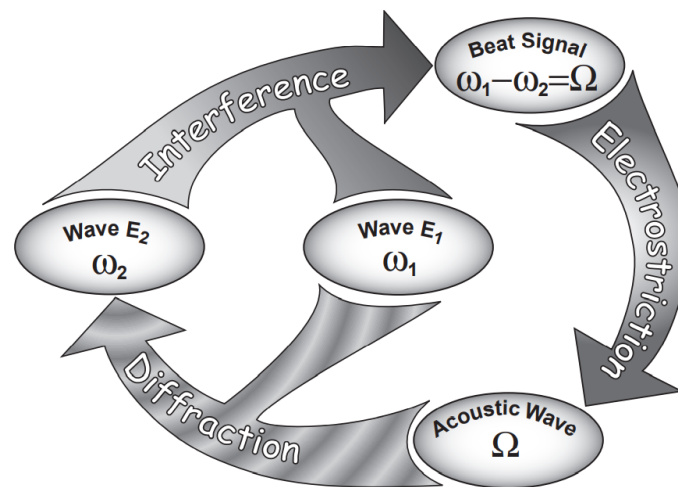 Beat Signal
ω₁−ω₂=Ω
Interference
Electrostriction
Wave E₂
ω₂
Wave E₁
ω₁
Diffraction
Acoustic Wave
Ω